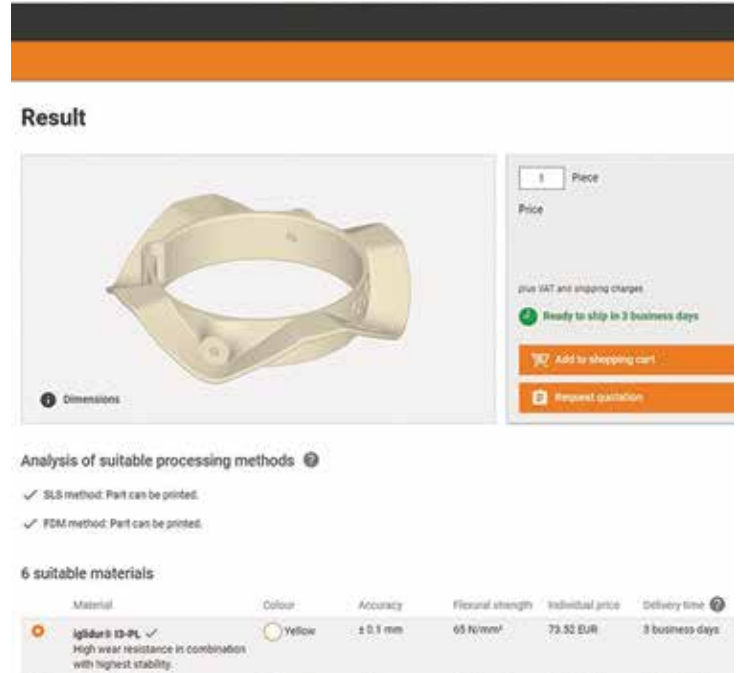 Result
1 Piece
Price
plus VAT and shipping charges
Ready to ship in 3 business days
Add to shopping cart
Request quotation
Dimensions
Analysis of suitable processing methods
SLS method: Part can be printed.
FDM method: Part can be printed.
6 suitable materials
Material Colour Accuracy Flexural strength Individual price Delivery time
iglidur® I3-PL Yellow ± 0.1 mm 65 N/mm² 73.52 EUR 3 business days
High wear resistance in combination
with highest stability.